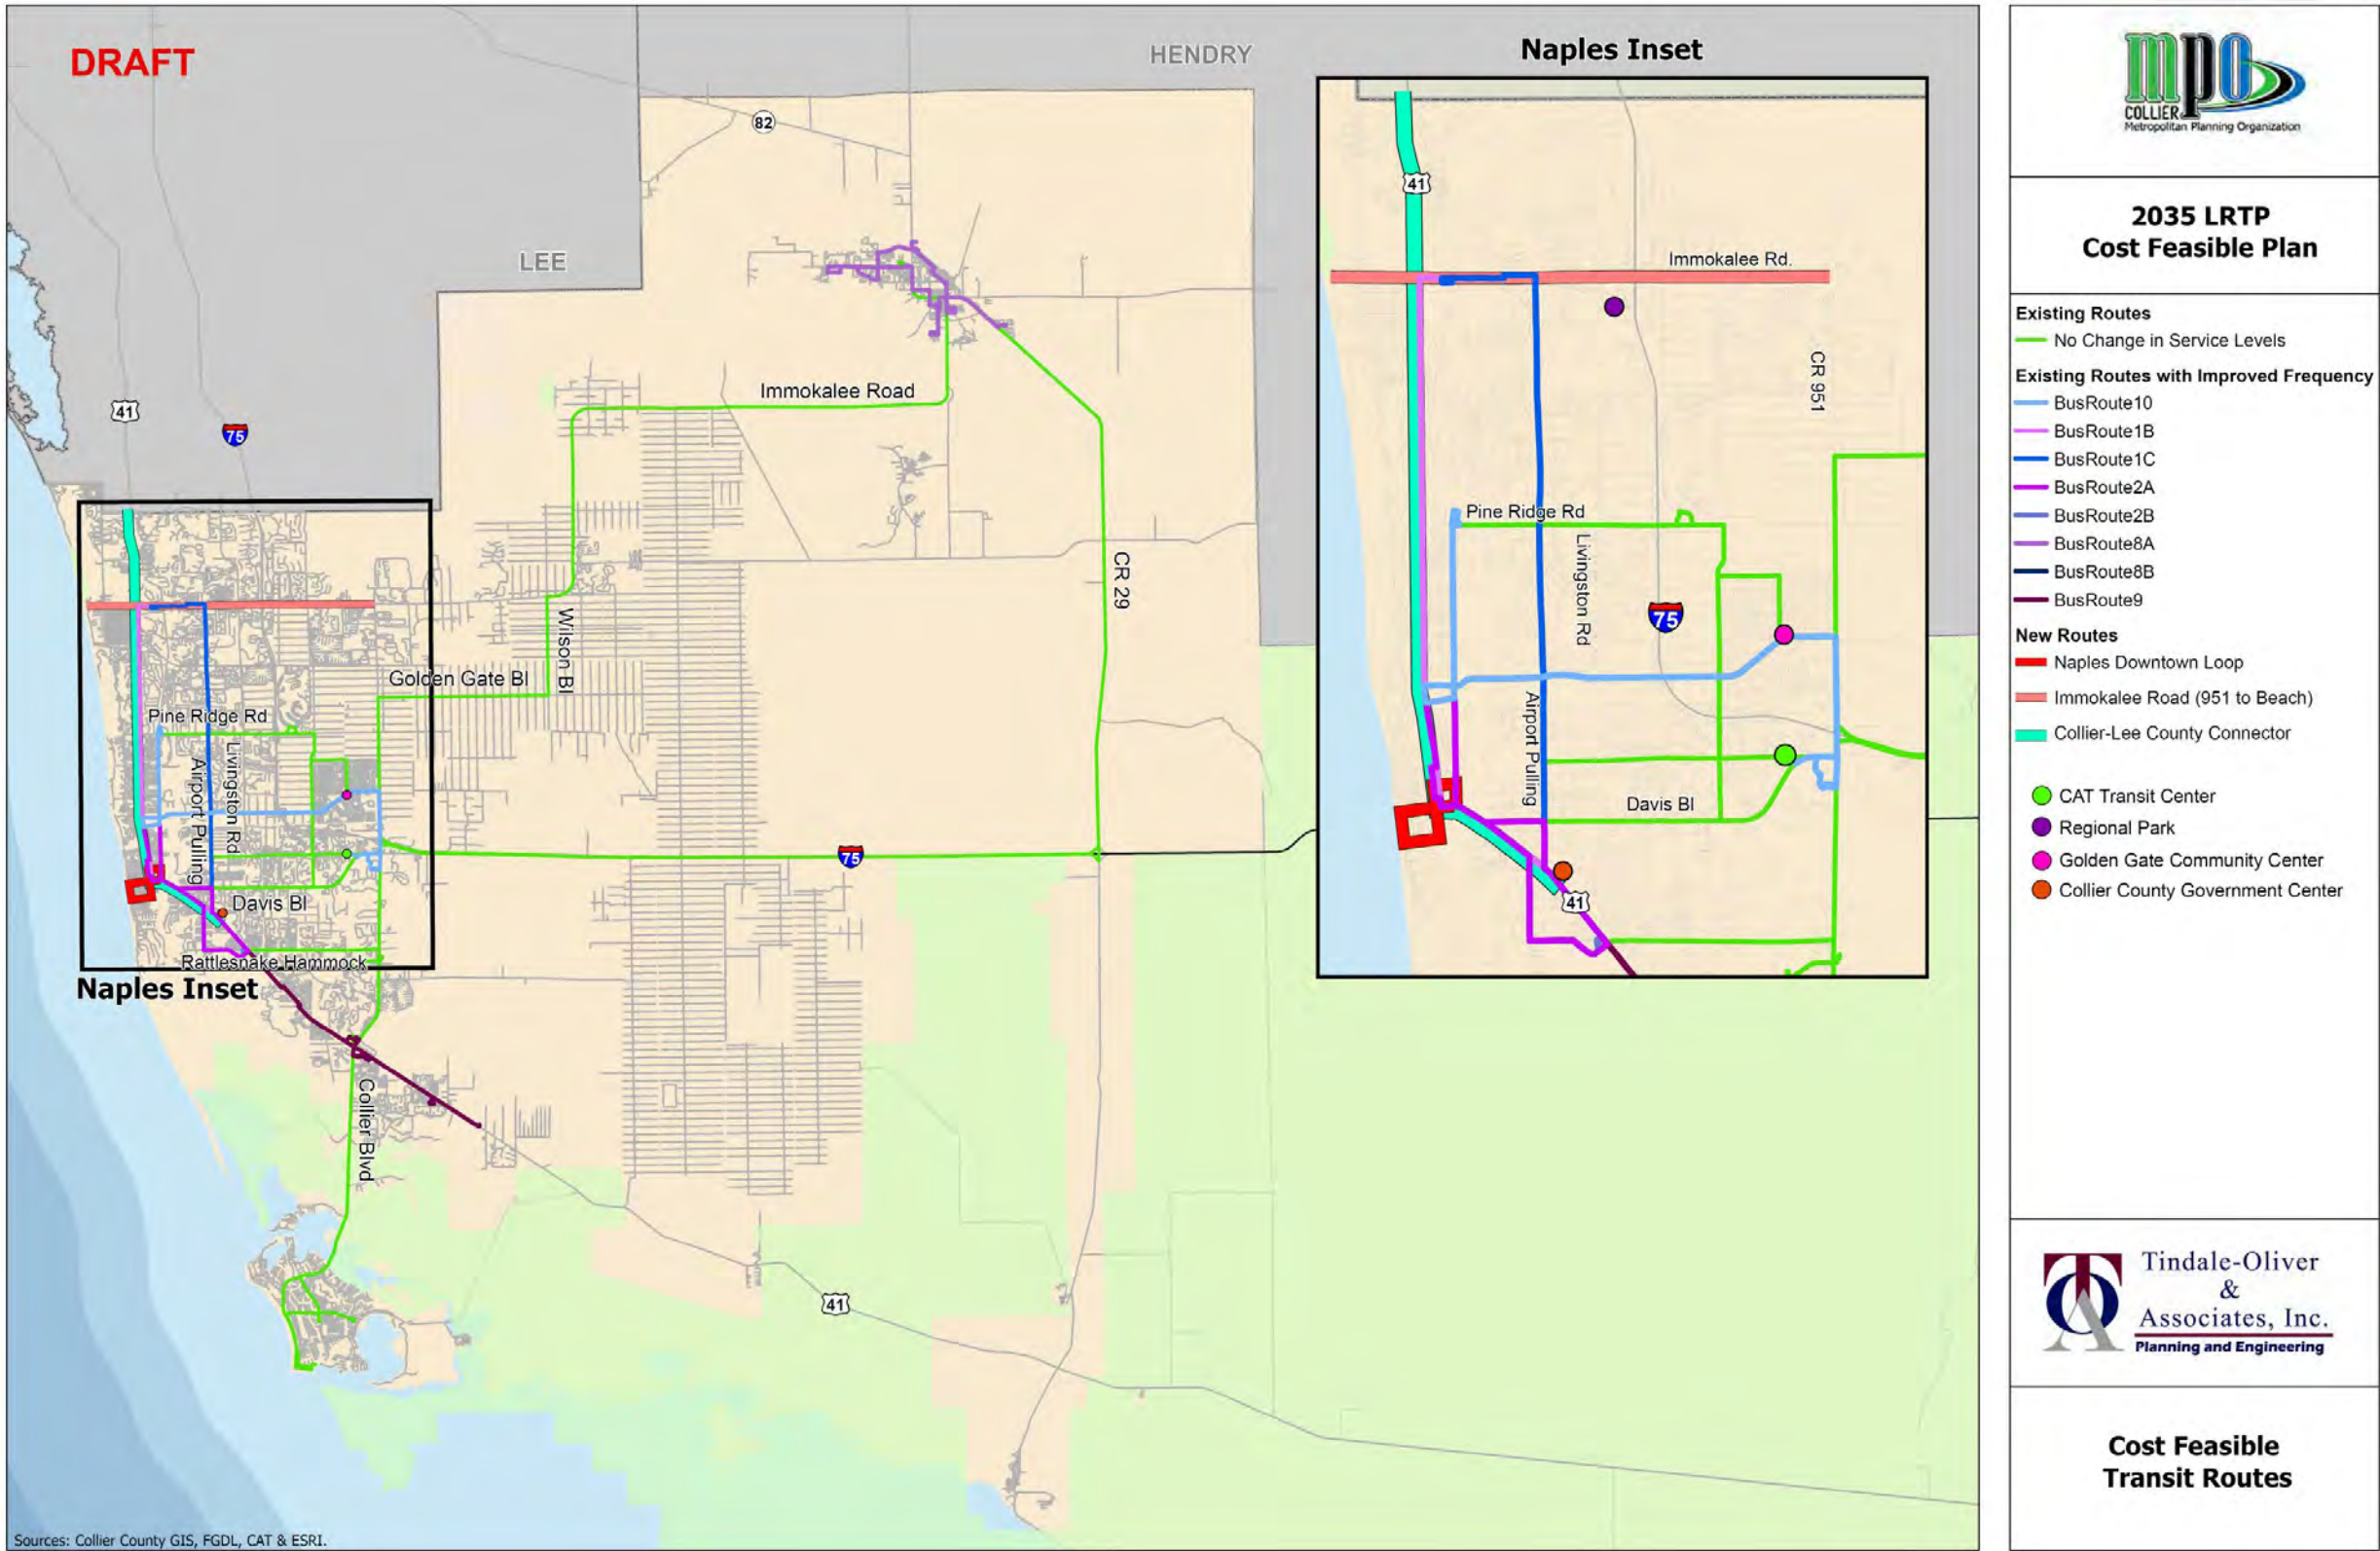 DRAFT
HENDRY
82
LEE
41
75
Immokalee Road
CR 29
Wilson Bl
Golden Gate Bl
Pine Ridge Rd
Livingston Rd
Airport Pulling
75
Davis Bl
Rattlesnake Hammock
Naples Inset
Collier Blvd
41
Sources: Collier County GIS, FGDL, CAT & ESRI.
Naples Inset
41
Immokalee Rd.
CR 951
Pine Ridge Rd
Livingston Rd
75
Airport Pulling
Davis Bl
41
mpo
COLLIER
Metropolitan Planning Organization
2035 LRTP
Cost Feasible Plan
Existing Routes
No Change in Service Levels
Existing Routes with Improved Frequency
BusRoute10
BusRoute1B
BusRoute1C
BusRoute2A
BusRoute2B
BusRoute8A
BusRoute8B
BusRoute9
New Routes
Naples Downtown Loop
Immokalee Road (951 to Beach)
Collier-Lee County Connector
CAT Transit Center
Regional Park
Golden Gate Community Center
Collier County Government Center
TOA
Tindale-Oliver
&
Associates, Inc.
Planning and Engineering
Cost Feasible
Transit Routes